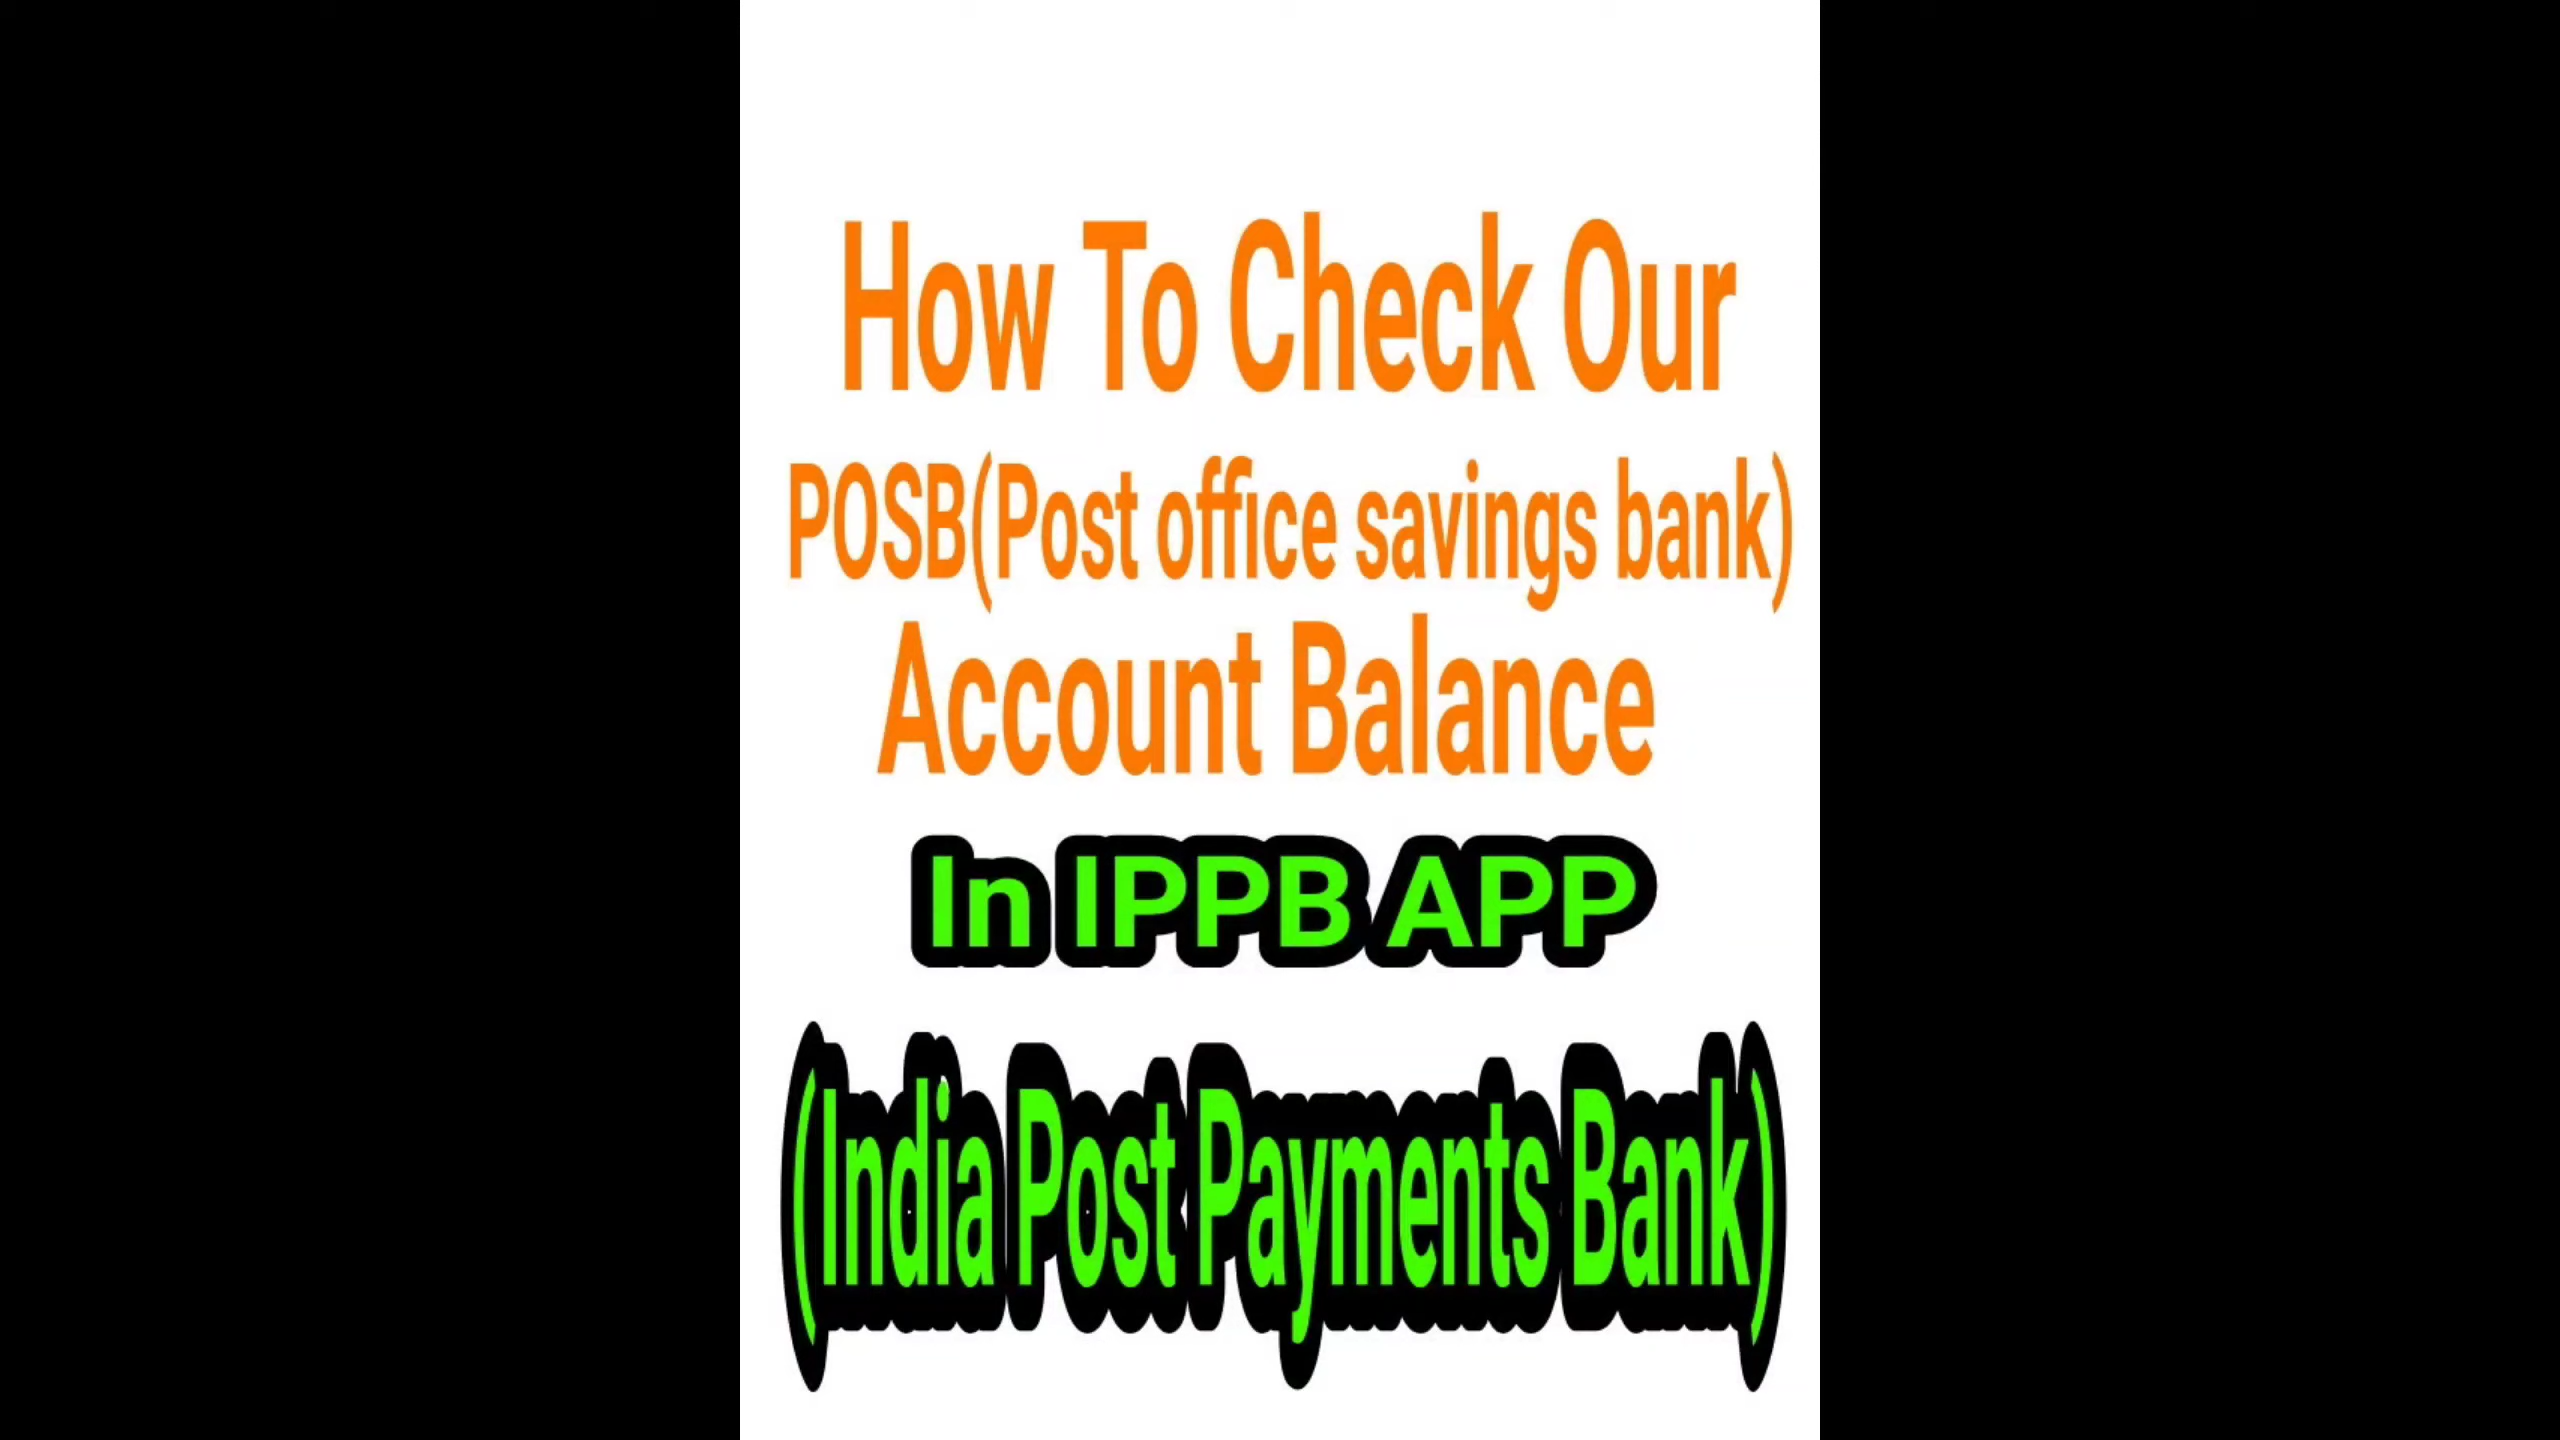 How To Check Our
POSB(Post office savings bank)
Account Balance
In IPPB APP
(India Post Payments Bank)